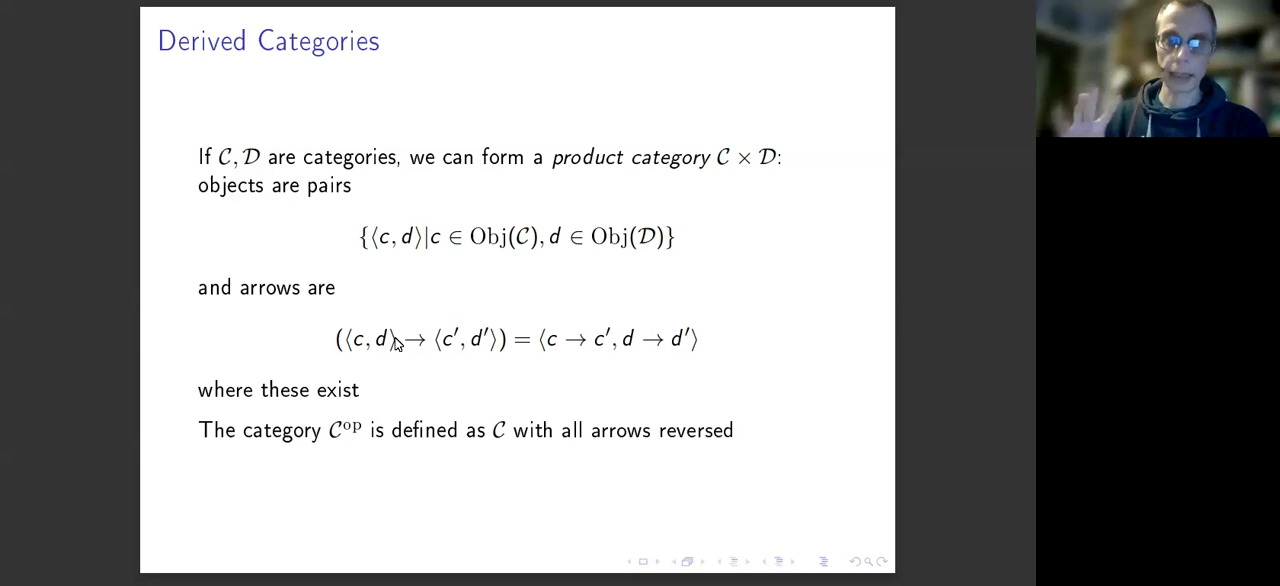 Derived Categories
If 𝒞, 𝒟 are categories, we can form a product category 𝒞 × 𝒟:
objects are pairs
{⟨c, d⟩|c ∈ Obj(𝒞), d ∈ Obj(𝒟)}
and arrows are
(⟨c, d⟩ → ⟨c′, d′⟩) = ⟨c → c′, d → d′⟩
where these exist
The category 𝒞ᵒᵖ is defined as 𝒞 with all arrows reversed